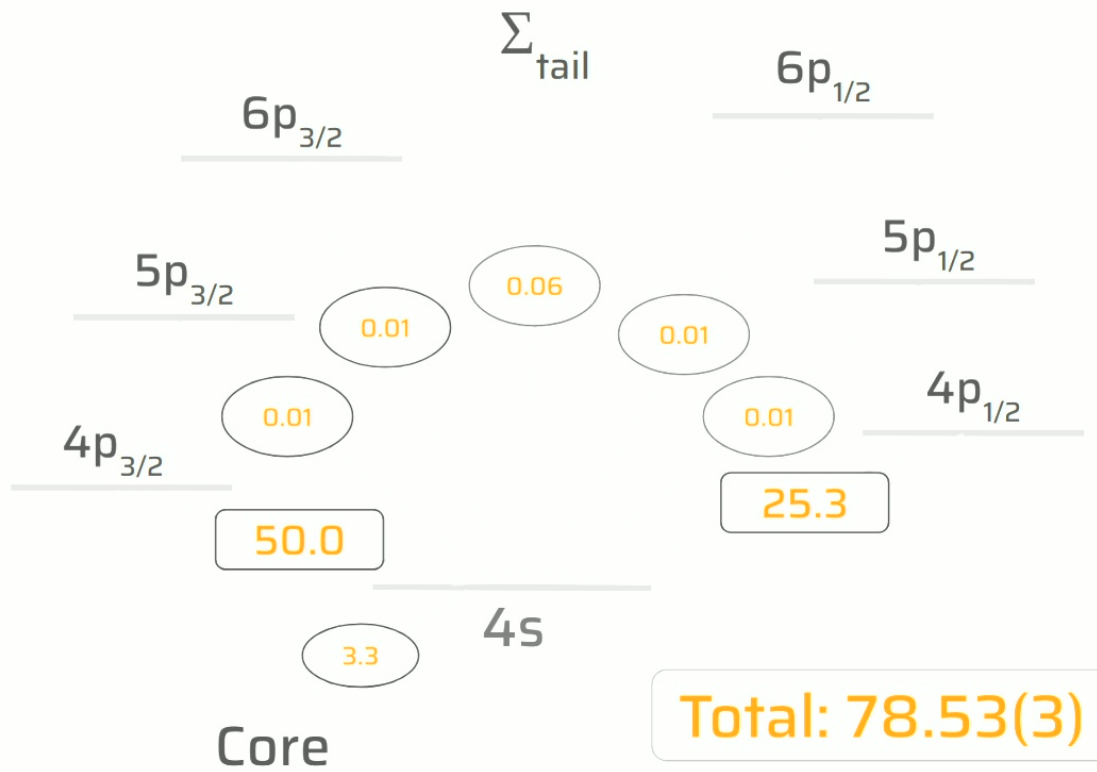 Σtail
6p1/2
6p3/2
5p1/2
5p3/2
0.06
0.01
0.01
4p1/2
0.01
0.01
4p3/2
25.3
50.0
4s
3.3
Total: 78.53(3)
Core